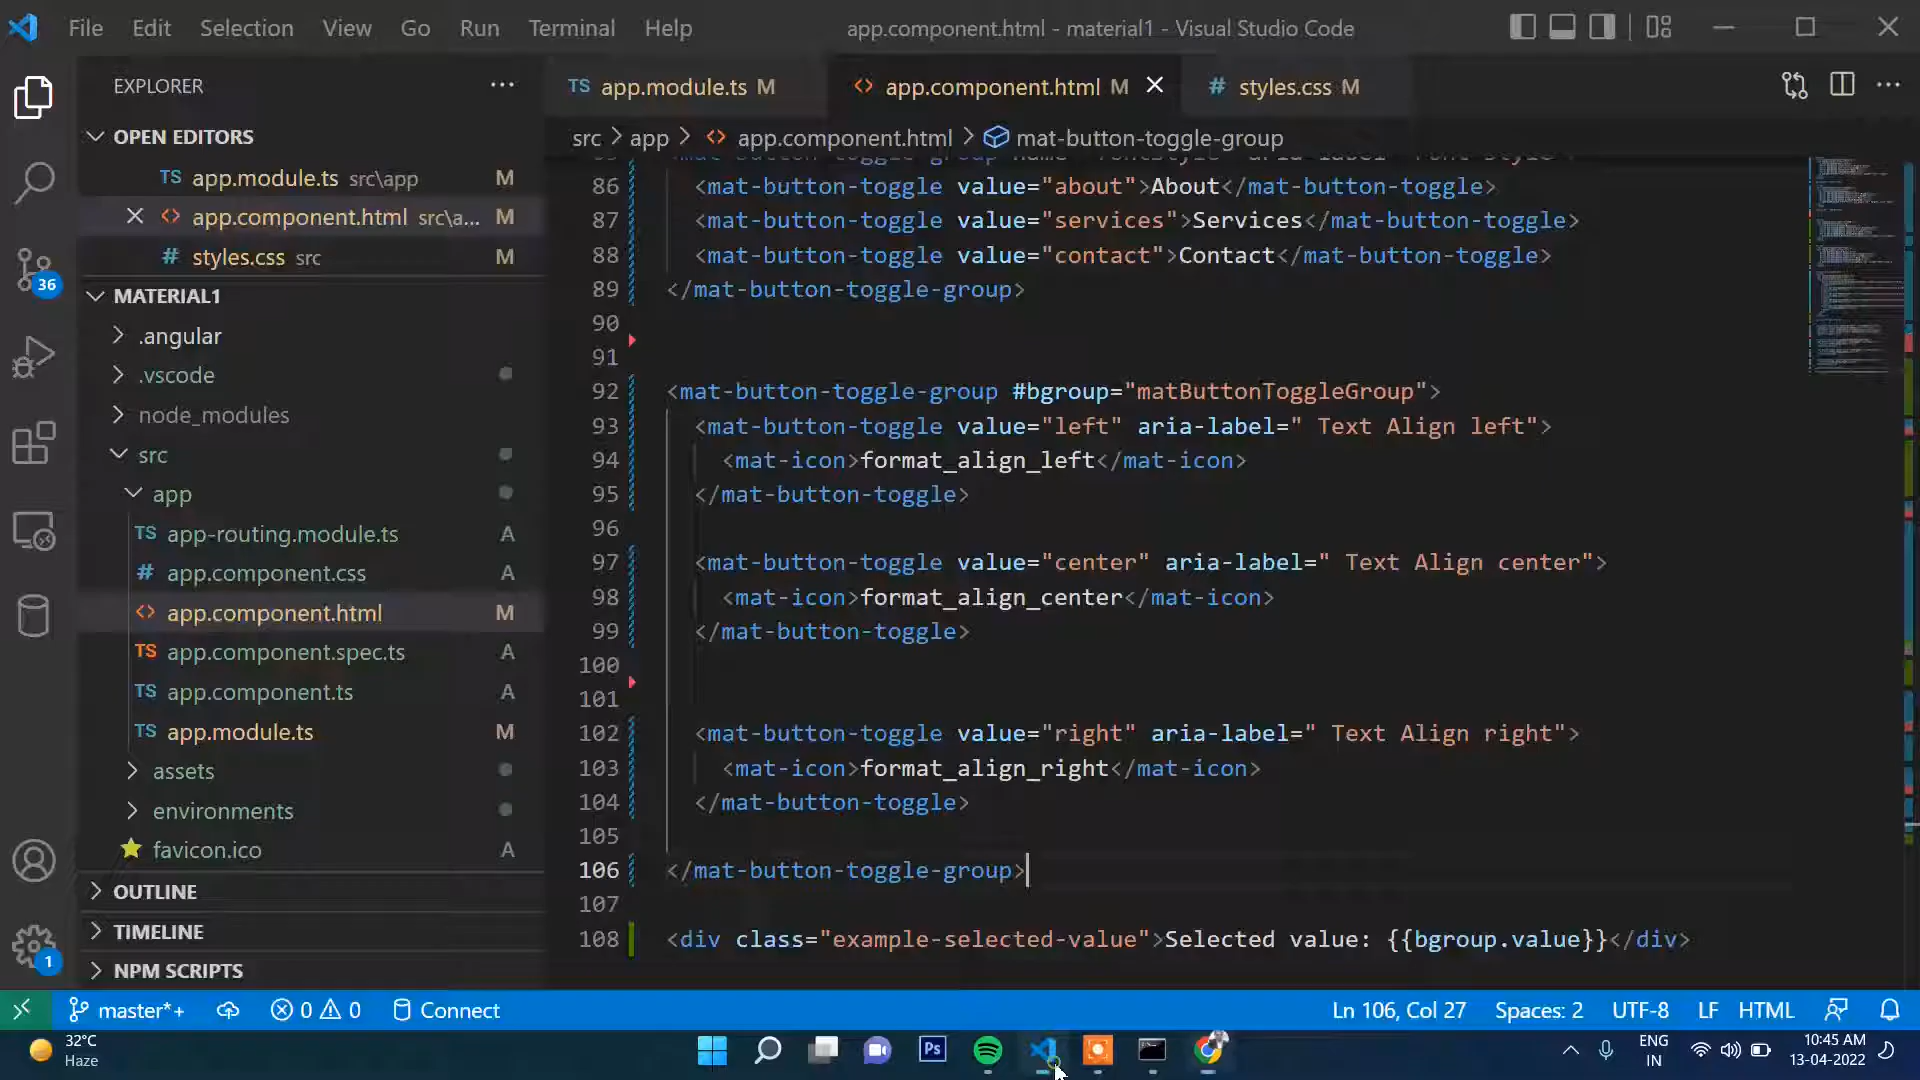 File Edit Selection View Go Run Terminal Help
app.component.html - material1 - Visual Studio Code
EXPLORER
TS app.module.ts M
<> app.component.html M
# styles.css M
OPEN EDITORS
src > app > <> app.component.html > mat-button-toggle-group
TS app.module.ts src\app M
<> app.component.html src\a... M
# styles.css src M
36
MATERIAL1
.angular
.vscode
node_modules
src
app
TS app-routing.module.ts A
# app.component.css A
<> app.component.html M
TS app.component.spec.ts A
TS app.component.ts A
TS app.module.ts M
assets
environments
favicon.ico A
OUTLINE
TIMELINE
NPM SCRIPTS
1
86 <mat-button-toggle value="about">About</mat-button-toggle>
87 <mat-button-toggle value="services">Services</mat-button-toggle>
88 <mat-button-toggle value="contact">Contact</mat-button-toggle>
89 </mat-button-toggle-group>
90
91
92 <mat-button-toggle-group #bgroup="matButtonToggleGroup">
93 <mat-button-toggle value="left" aria-label=" Text Align left">
94 <mat-icon>format_align_left</mat-icon>
95 </mat-button-toggle>
96
97 <mat-button-toggle value="center" aria-label=" Text Align center">
98 <mat-icon>format_align_center</mat-icon>
99 </mat-button-toggle>
100
101
102 <mat-button-toggle value="right" aria-label=" Text Align right">
103 <mat-icon>format_align_right</mat-icon>
104 </mat-button-toggle>
105
106 </mat-button-toggle-group>
107
108 <div class="example-selected-value">Selected value: {{bgroup.value}}</div>
master*+ 0 0 Connect
Ln 106, Col 27 Spaces: 2 UTF-8 LF HTML
32°C
Haze
Ps
ENG
IN
10:45 AM
13-04-2022